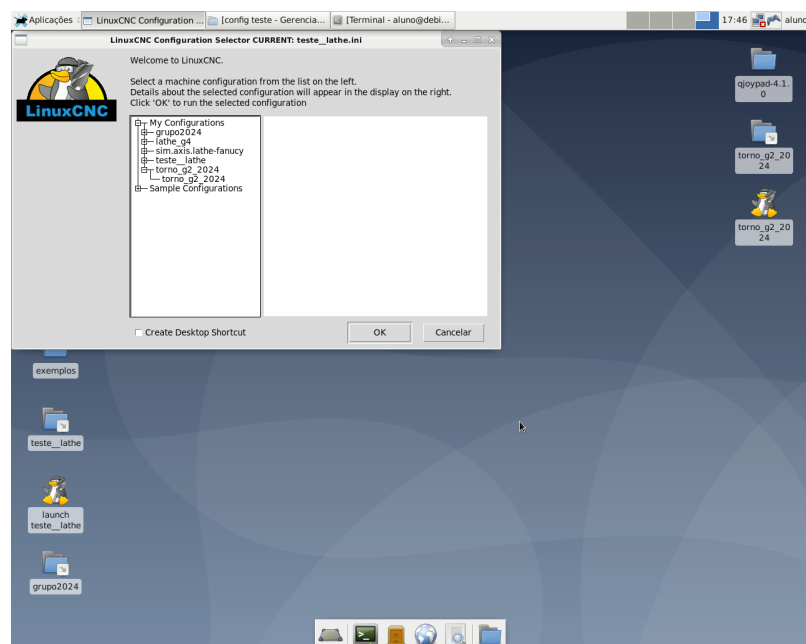 Aplicações
LinuxCNC Configuration ...
[config teste - Gerencia...
[Terminal - aluno@debi...
17:46
aluno
LinuxCNC Configuration Selector CURRENT: teste__lathe.ini
LinuxCNC
Welcome to LinuxCNC.
Select a machine configuration from the list on the left.
Details about the selected configuration will appear in the display on the right.
Click 'OK' to run the selected configuration
My Configurations
grupo2024
lathe_g4
sim.axis.lathe-fanucy
teste__lathe
torno_g2_2024
torno_g2_2024
Sample Configurations
Create Desktop Shortcut
OK
Cancelar
qjoypad-4.1.
0
torno_g2_20
24
torno_g2_20
24
exemplos
teste__lathe
launch
teste__lathe
grupo2024